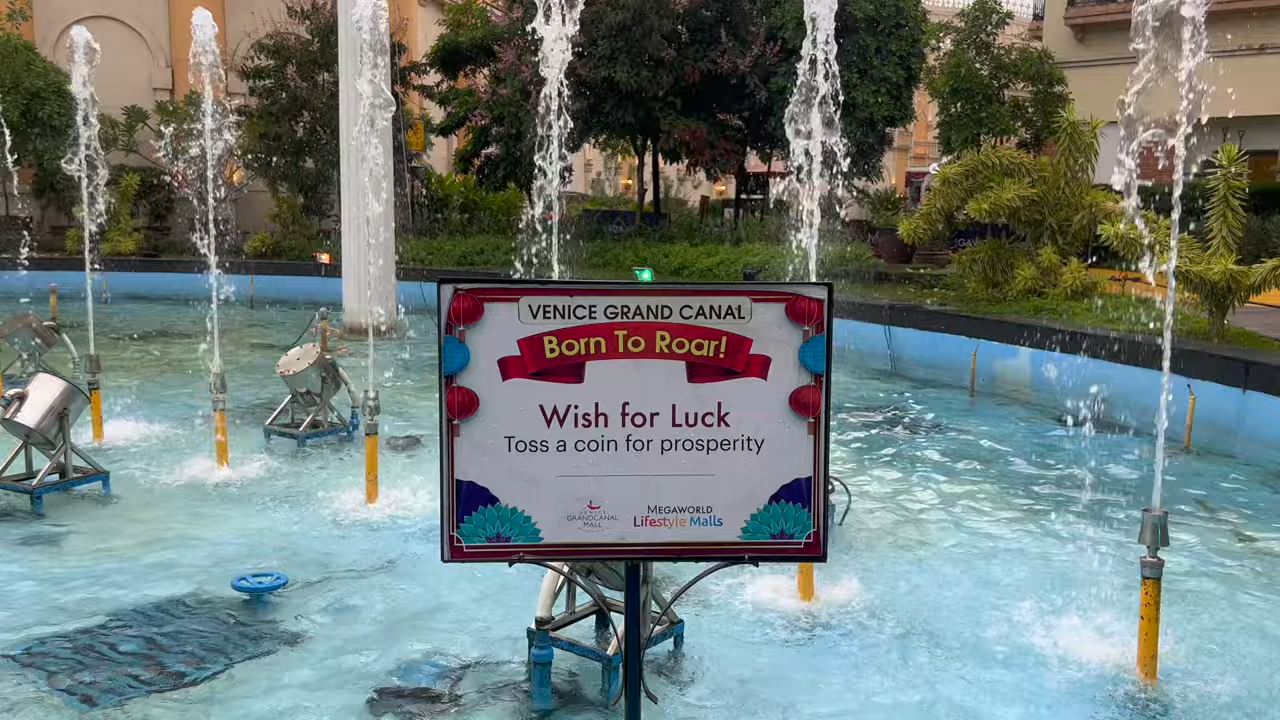 VENICE GRAND CANAL
Born To Roar!
Wish for Luck
Toss a coin for prosperity
VENICE
GRANDCANAL
MALL
MEGAWORLD
Lifestyle Malls